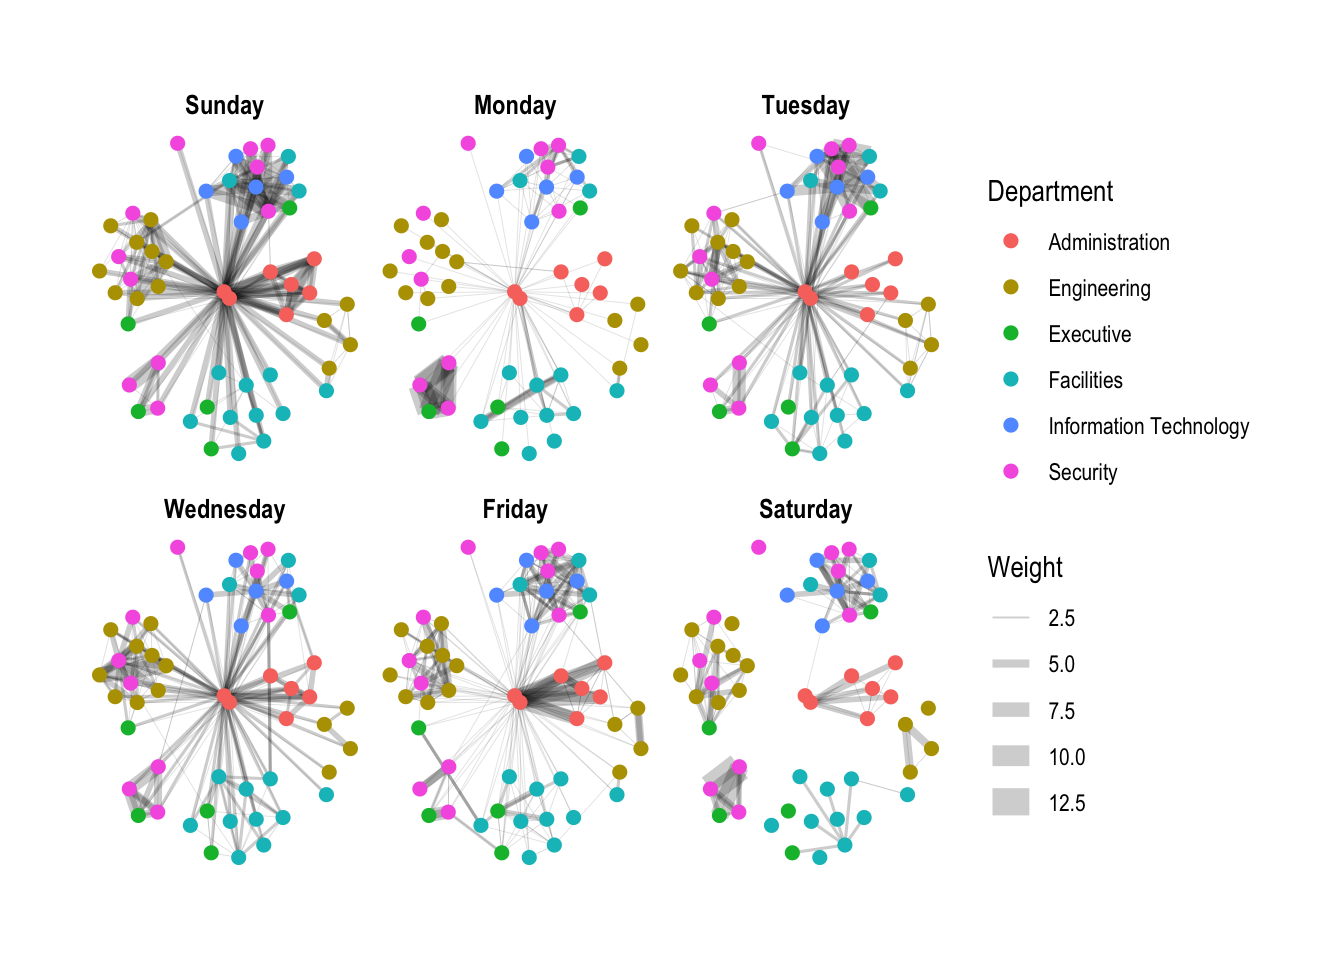 Sunday
Monday
Tuesday
Wednesday
Friday
Saturday
Department
Administration
Engineering
Executive
Facilities
Information Technology
Security
Weight
2.5
5.0
7.5
10.0
12.5